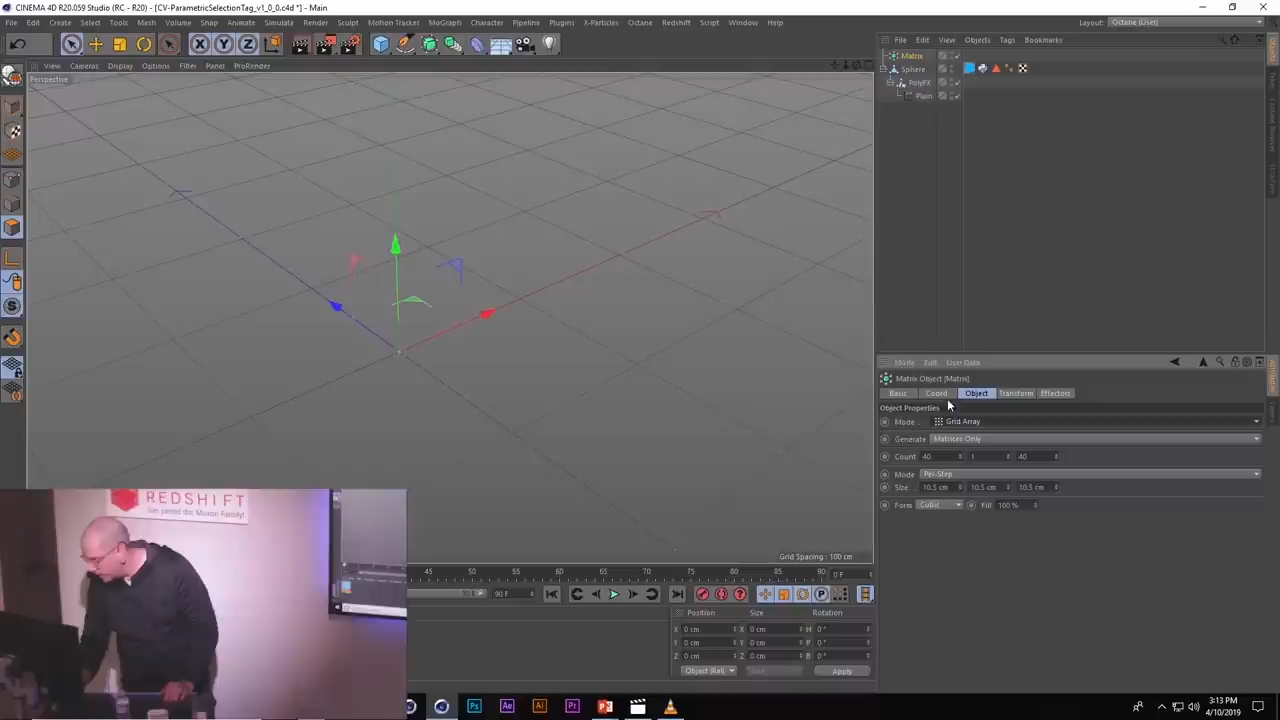 CINEMA 4D R20.059 Studio (RC - R20) - [CV-ParametricSelectionTag_v1_0_0.c4d *] - Main
File Edit Create Select Tools Mesh Volume Snap Animate Simulate Render Sculpt Motion Tracker MoGraph Character Pipeline Plugins X-Particles Octane Redshift Script Window Help
Layout: Octane (User)
X Y Z
View Cameras Display Options Filter Panel ProRender
Perspective
Grid Spacing : 100 cm
File Edit View Objects Tags Bookmarks
Matrix
Sphere
PolyFX
Plain
Mode Edit User Data
Matrix Object [Matrix]
Basic Coord Object Transform Effectors
Object Properties
Mode Grid Array
Generate Matrices Only
Count 40 1 40
Mode Per-Step
Size 10.5 cm 10.5 cm 10.5 cm
Form Cubic Fill 100 %
45 50 55 60 65 70 75 80 85 90 0 F
90 F
Position Size Rotation
X 0 cm X 0 cm H 0 °
Y 0 cm Y 0 cm P 0 °
Z 0 cm Z 0 cm B 0 °
Object (Rel) Apply
REDSHIFT
has joined the Maxon Family!
Ps Ae Ai Pr
3:13 PM
4/10/2019